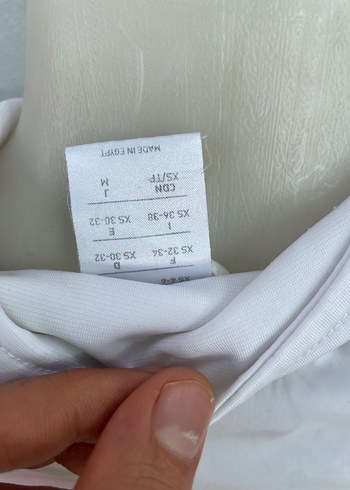 F D
XS 32-34 XS 30-32
I E
XS 36-38 XS 30-32
CDN J
XS/TP M
MADE IN EGYPT